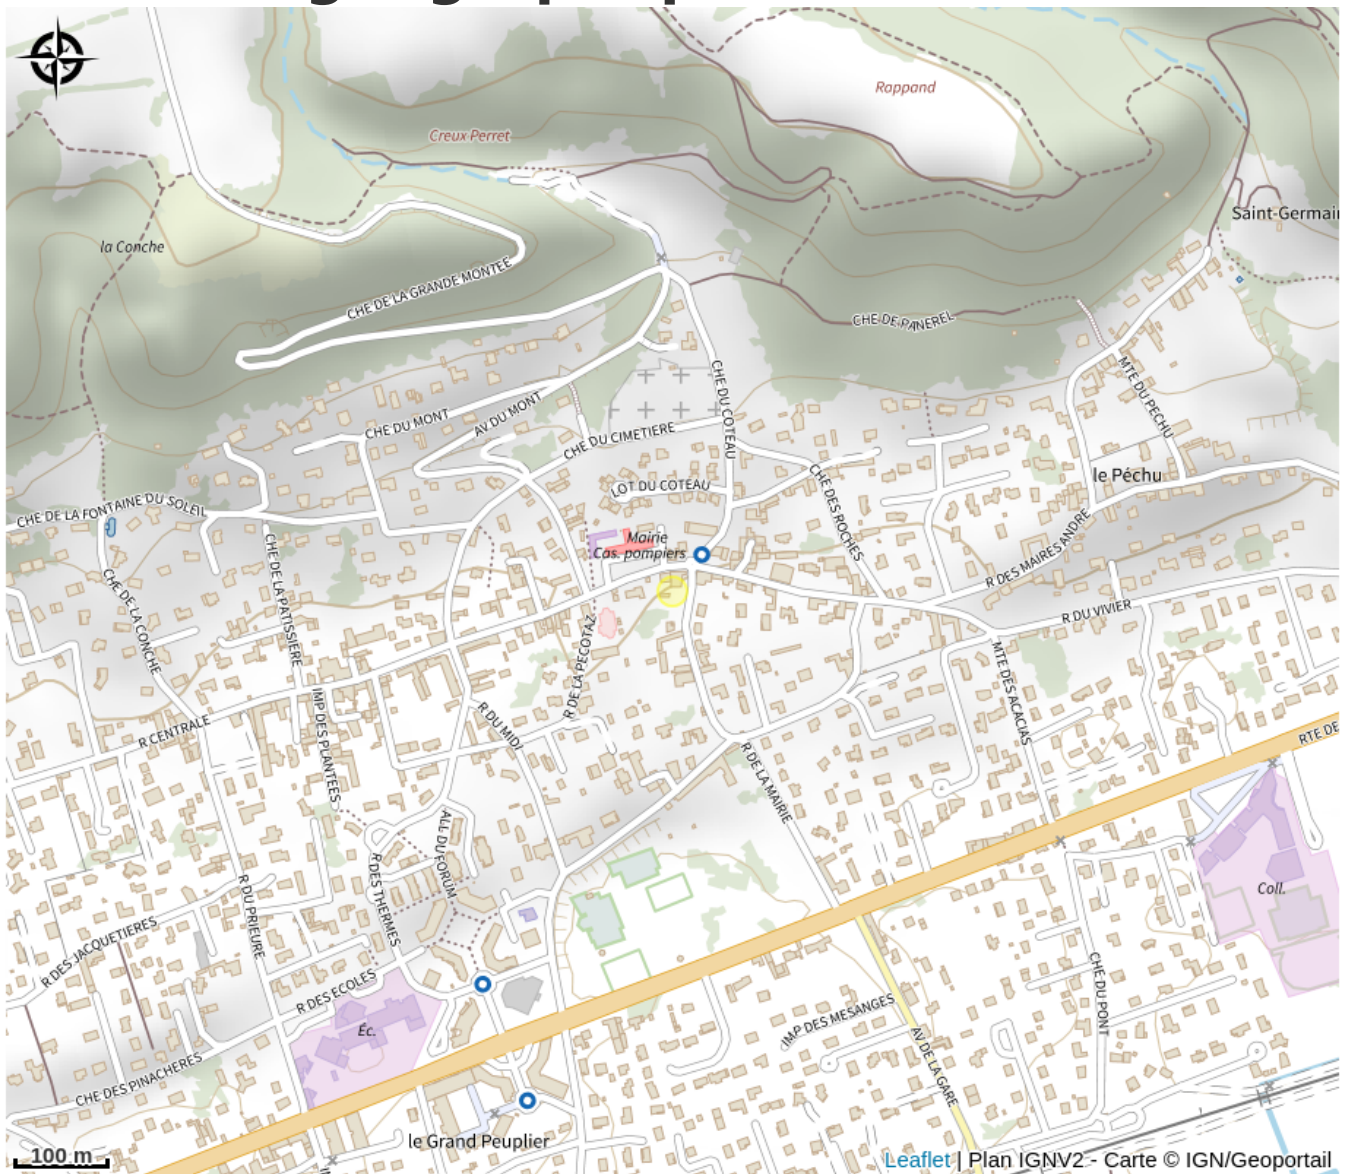 Rappand
Creux Perret
Saint-Germain
la Conche
CHE DE LA GRANDE MONTEE
CHE DE PANEREL
MTE DU PECHU
CHE DU COTEAU
AV DU MONT
CHE DU MONT
CHE DU CIMETIERE
le Péchu
CHE DES ROCHES
LOT DU COTEAU
CHE DE LA FONTAINE DU SOLEIL
R DES MAIRES ANDRE
Mairie
Cas. pompiers
CHE DE LA PATISSIERE
CHE DE LA CONCHE
R DU VIVIER
R DE LA PECOTAZ
MTE DES ACACIAS
IMP DES PLANTEES
R DU MIDI
R CENTRALE
RTE DE
R DE LA MAIRIE
ALL DU FORUM
R DES THERMES
R DU PRIEURE
Coll.
R DES JACQUETIERES
R DES ECOLES
CHE DU PONT
IMP DES MESANGES
Éc.
AV DE LA GARE
CHE DES PINACHERES
le Grand Peuplier
100 m
Leaflet | Plan IGNV2 - Carte © IGN/Geoportail